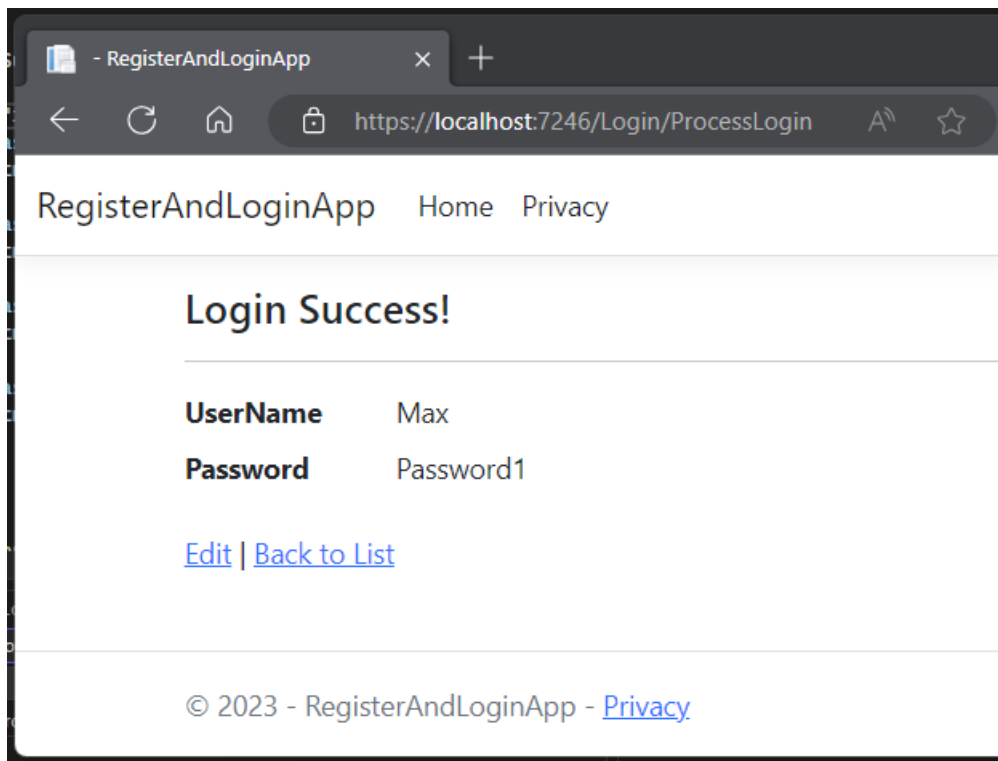 - RegisterAndLoginApp
https://localhost:7246/Login/ProcessLogin
RegisterAndLoginApp Home Privacy
Login Success!
UserName Max
Password Password1
Edit | Back to List
© 2023 - RegisterAndLoginApp - Privacy